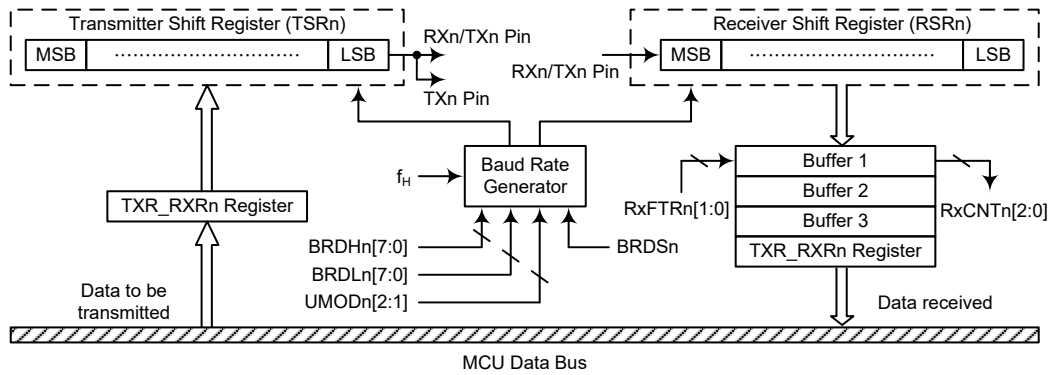 Transmitter Shift Register (TSRn)
MSB ............................ LSB
RXn/TXn Pin
TXn Pin
Receiver Shift Register (RSRn)
MSB ............................ LSB
RXn/TXn Pin
Baud Rate
Generator
fH
BRDHn[7:0]
BRDLn[7:0]
UMODn[2:1]
BRDSn
TXR_RXRn Register
Data to be
transmitted
Buffer 1
Buffer 2
Buffer 3
TXR_RXRn Register
RxFTRn[1:0]
RxCNTn[2:0]
Data received
MCU Data Bus